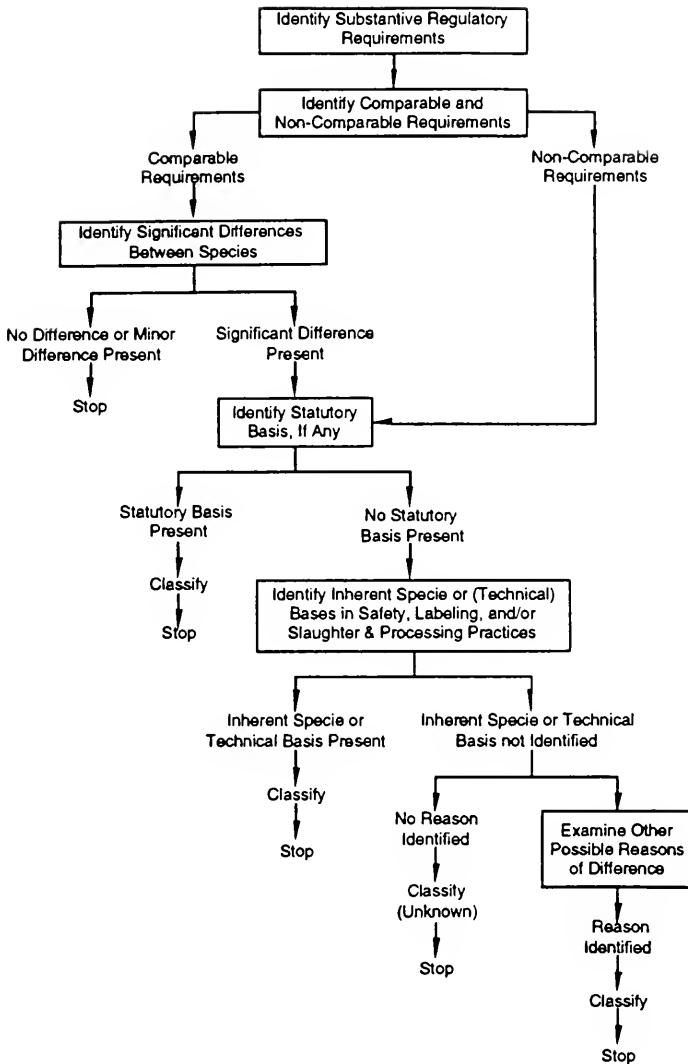 Identify Substantive Regulatory
Requirements
Identify Comparable and
Non-Comparable Requirements
Comparable
Requirements
Non-Comparable
Requirements
Identify Significant Differences
Between Species
No Difference or Minor
Difference Present
Stop
Significant Difference
Present
Identify Statutory
Basis, If Any
Statutory Basis
Present
Classify
Stop
No Statutory
Basis Present
Identify Inherent Specie or (Technical)
Bases in Safety, Labeling, and/or
Slaughter & Processing Practices
Inherent Specie or
Technical Basis Present
Classify
Stop
Inherent Specie or Technical
Basis not Identified
No Reason
Identified
Classify
(Unknown)
Stop
Examine Other
Possible Reasons
of Difference
Reason
Identified
Classify
Stop